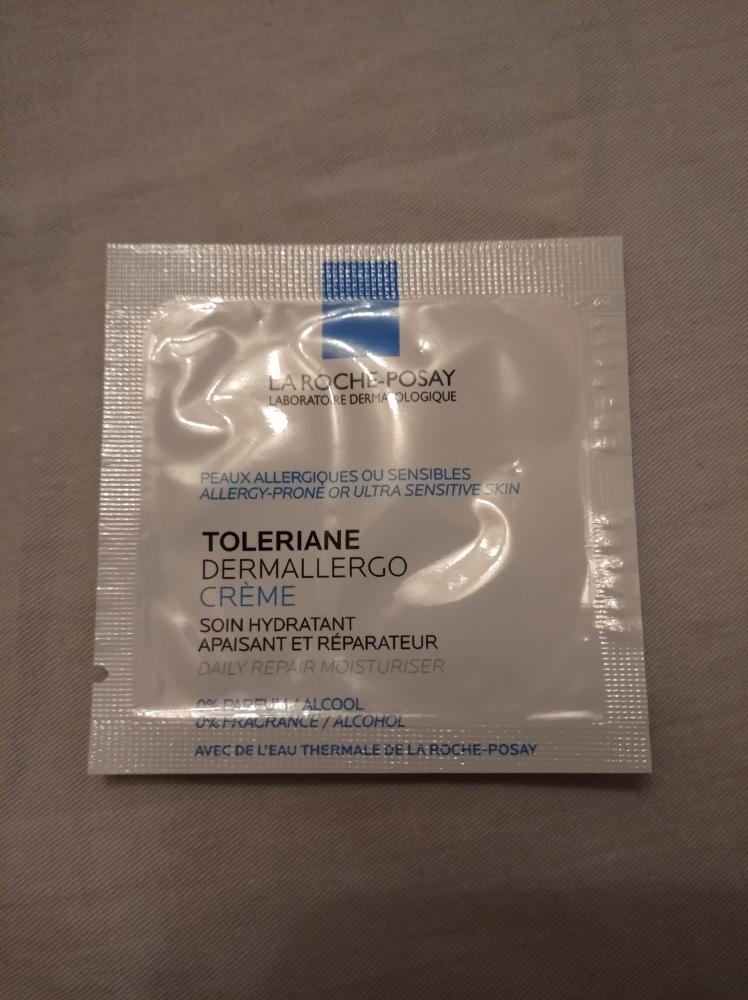 LA ROCHE-POSAY
LABORATOIRE DERMATOLOGIQUE
PEAUX ALLERGIQUES OU SENSIBLES
ALLERGY-PRONE OR ULTRA SENSITIVE SKIN
TOLERIANE
DERMALLERGO
CRÈME
SOIN HYDRATANT
APAISANT ET RÉPARATEUR
DAILY REPAIR MOISTURISER
0% PARFUM / ALCOOL
0% FRAGRANCE / ALCOHOL
AVEC DE L'EAU THERMALE DE LA ROCHE-POSAY